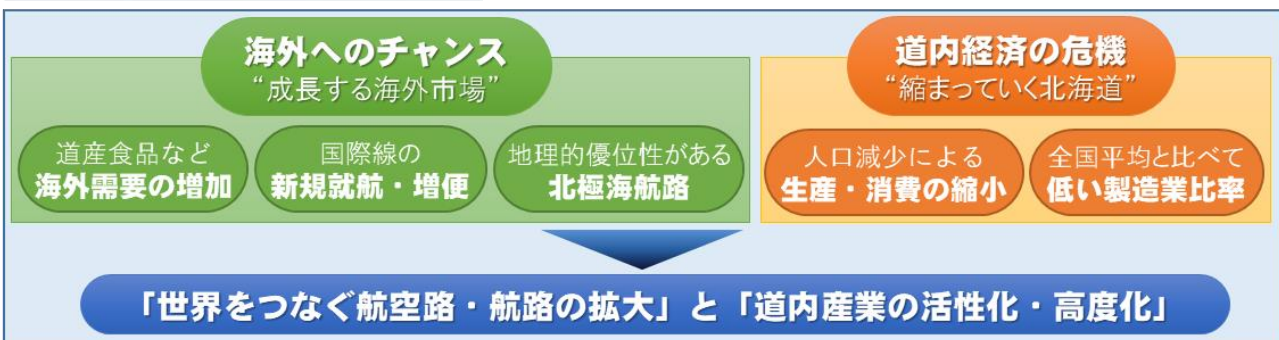 海外へのチャンス
“成長する海外市場”
道産食品など
海外需要の増加
国際線の
新規就航・増便
地理的優位性がある
北極海航路
道内経済の危機
“縮まっていく北海道”
人口減少による
生産・消費の縮小
全国平均と比べて
低い製造業比率
「世界をつなぐ航空路・航路の拡大」と「道内産業の活性化・高度化」